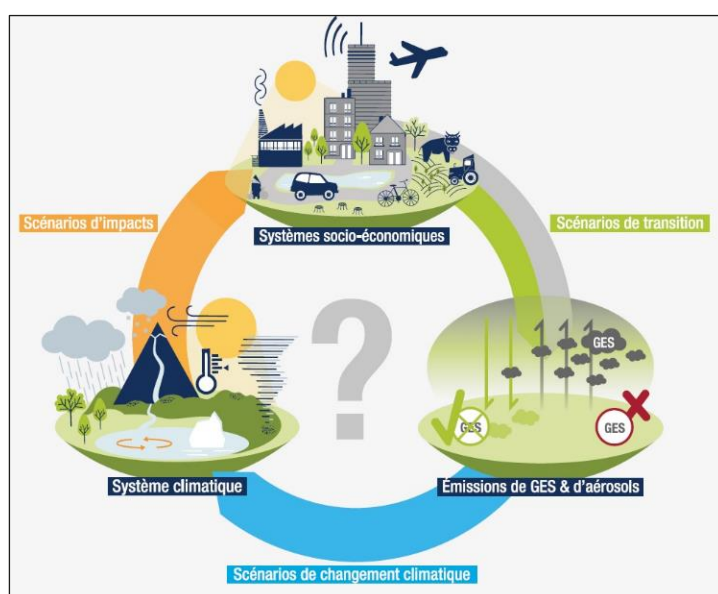 Scénarios d'impacts
Systèmes socio-économiques
Scénarios de transition
?
GES
GES
GES
Système climatique
Émissions de GES & d'aérosols
Scénarios de changement climatique